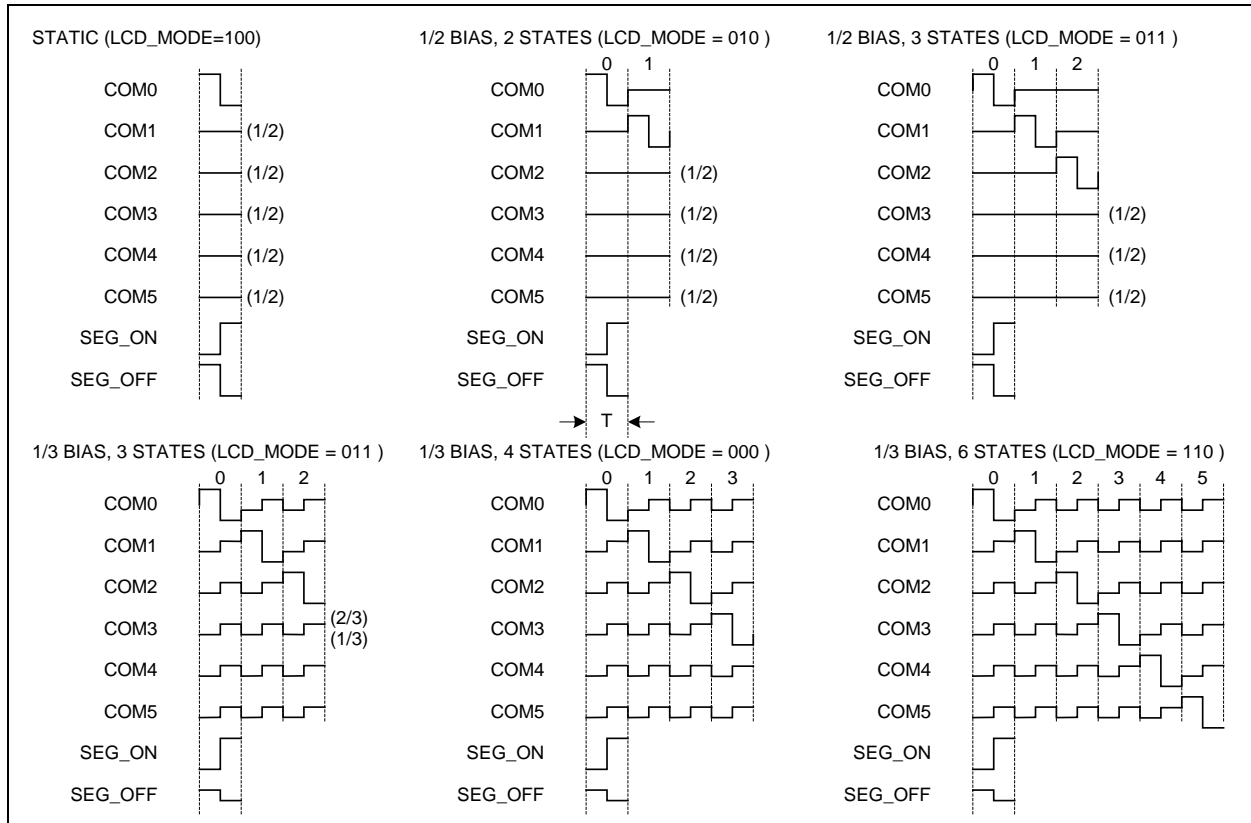 STATIC (LCD_MODE=100)
COM0
COM1 (1/2)
COM2 (1/2)
COM3 (1/2)
COM4 (1/2)
COM5 (1/2)
SEG_ON
SEG_OFF
1/2 BIAS, 2 STATES (LCD_MODE = 010 )
0 1
COM0
COM1
COM2 (1/2)
COM3 (1/2)
COM4 (1/2)
COM5 (1/2)
SEG_ON
SEG_OFF
T
1/2 BIAS, 3 STATES (LCD_MODE = 011 )
0 1 2
COM0
COM1
COM2
COM3 (1/2)
COM4 (1/2)
COM5 (1/2)
SEG_ON
SEG_OFF
1/3 BIAS, 3 STATES (LCD_MODE = 011 )
0 1 2
COM0
COM1
COM2
(2/3)
COM3
(1/3)
COM4
COM5
SEG_ON
SEG_OFF
1/3 BIAS, 4 STATES (LCD_MODE = 000 )
0 1 2 3
COM0
COM1
COM2
COM3
COM4
COM5
SEG_ON
SEG_OFF
1/3 BIAS, 6 STATES (LCD_MODE = 110 )
0 1 2 3 4 5
COM0
COM1
COM2
COM3
COM4
COM5
SEG_ON
SEG_OFF